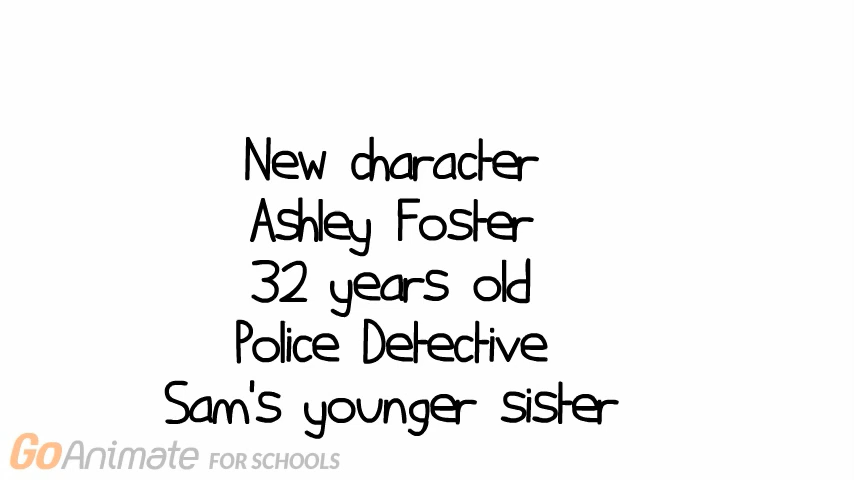 New character
Ashley Foster
32 years old
Police Detective
Sam's younger sister
GoAnimate FOR SCHOOLS